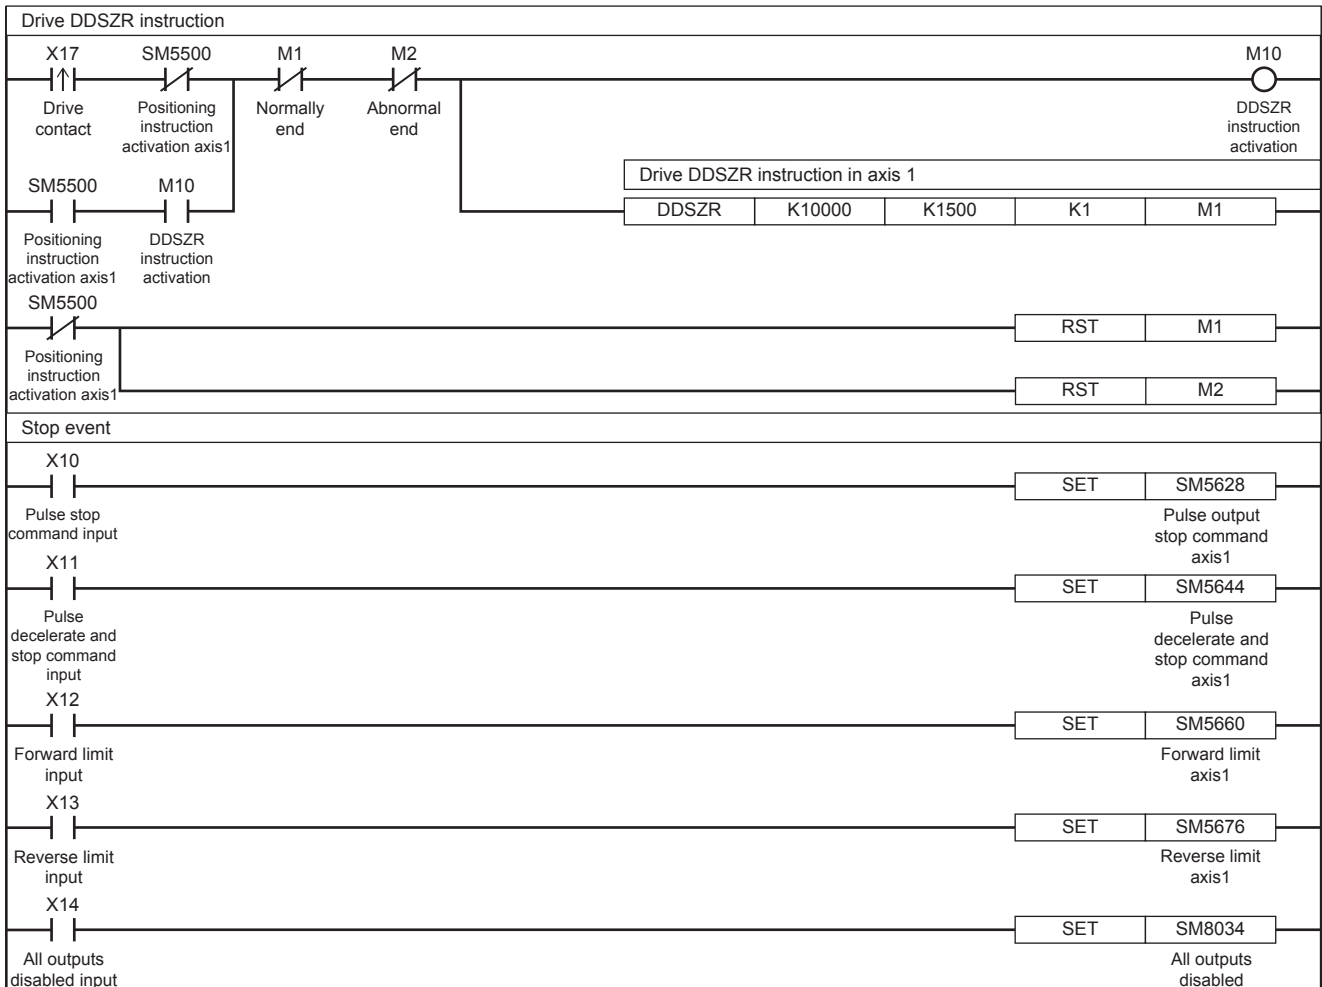 Drive DDSZR instruction
X17 SM5500 M1 M2 M10
Drive contact
Positioning instruction activation axis1
Normally end
Abnormal end
DDSZR instruction activation
Drive DDSZR instruction in axis 1
SM5500 M10
DDSZR K10000 K1500 K1 M1
Positioning instruction activation axis1
DDSZR instruction activation
SM5500
RST M1
Positioning instruction activation axis1
RST M2
Stop event
X10
SET SM5628
Pulse stop command input
Pulse output stop command axis1
X11
SET SM5644
Pulse decelerate and stop command input
Pulse decelerate and stop command axis1
X12
SET SM5660
Forward limit input
Forward limit axis1
X13
SET SM5676
Reverse limit input
Reverse limit axis1
X14
SET SM8034
All outputs disabled input
All outputs disabled